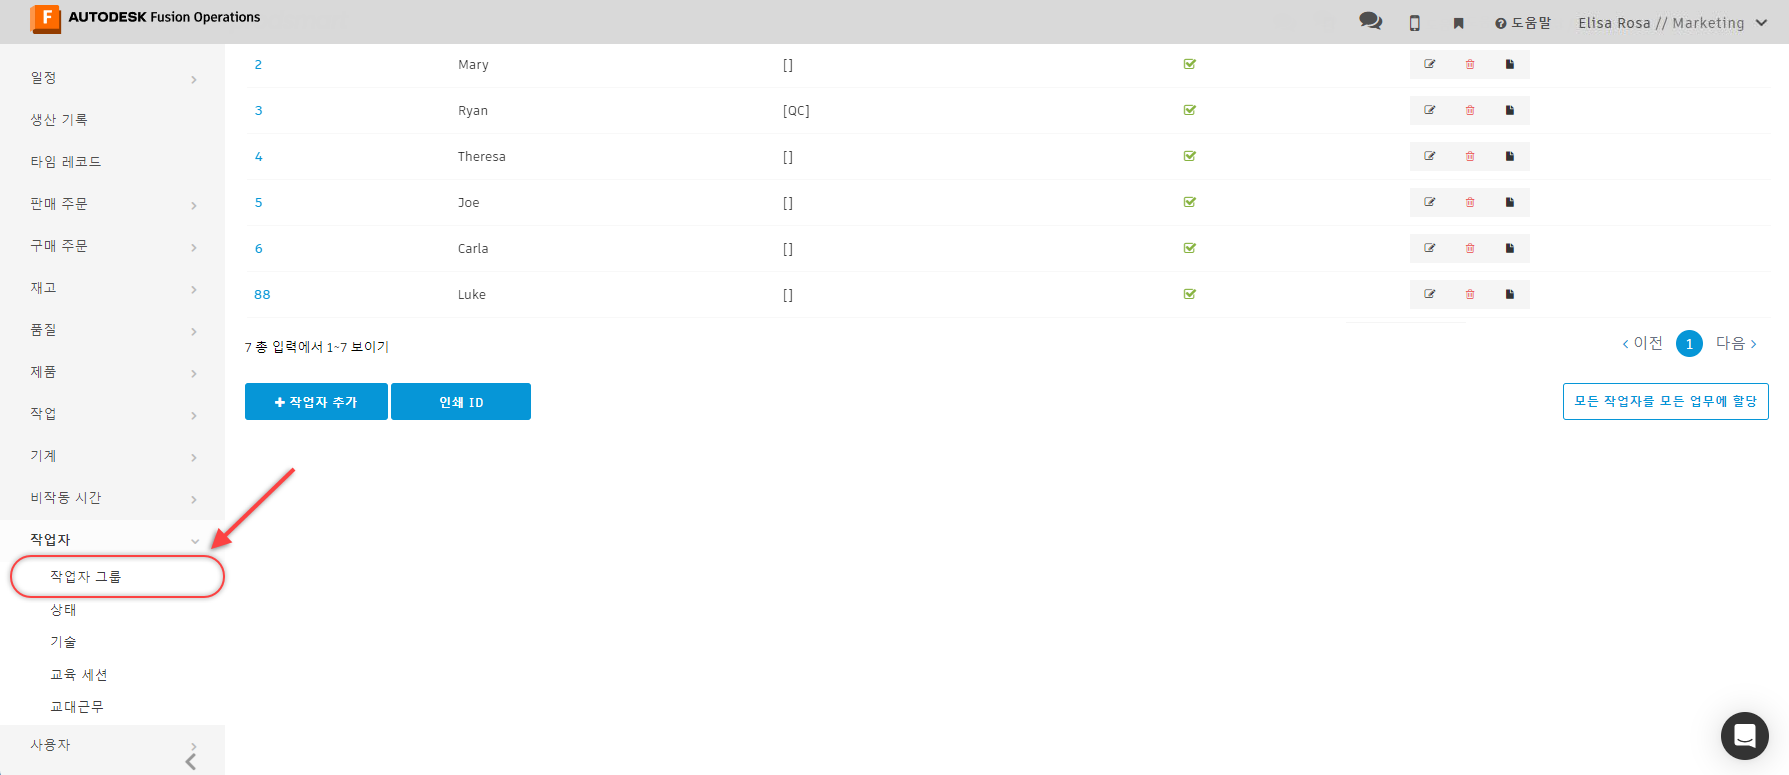 AUTODESK Fusion Operations
도움말
Elisa Rosa // Marketing
일정
생산 기록
타임 레코드
판매 주문
구매 주문
재고
품질
제품
작업
기계
비작동 시간
작업자
작업자 그룹
상태
기술
교육 세션
교대근무
사용자
2 Mary []
3 Ryan [QC]
4 Theresa []
5 Joe []
6 Carla []
88 Luke []
7 총 입력에서 1~7 보이기
이전 1 다음
작업자 추가
인쇄 ID
모든 작업자를 모든 업무에 할당